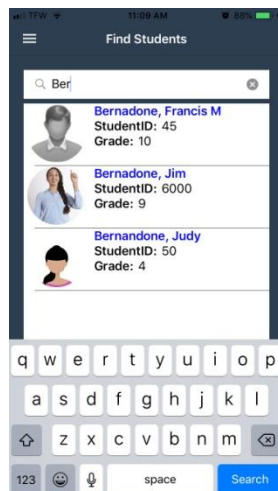 TFW 11:09 AM 88%
Find Students
Ber
Bernadone, Francis M
StudentID: 45
Grade: 10
Bernadone, Jim
StudentID: 6000
Grade: 9
Bernandone, Judy
StudentID: 50
Grade: 4
q w e r t y u i o p
a s d f g h j k l
z x c v b n m
123 space Search